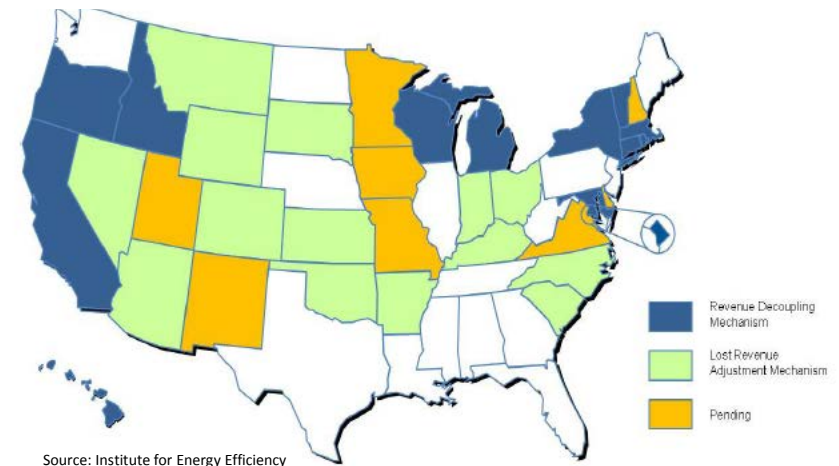 Revenue Decoupling
Mechanism
Lost Revenue
Adjustment Mechanism
Pending
Source: Institute for Energy Efficiency